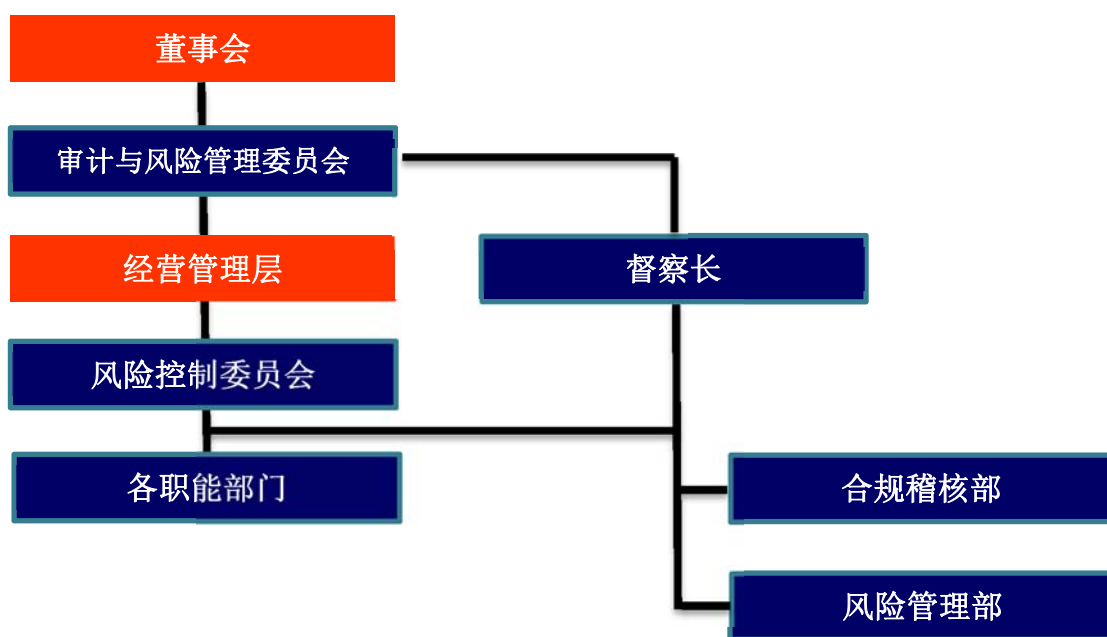 董事会
审计与风险管理委员会
经营管理层
督察长
风险控制委员会
各职能部门
合规稽核部
风险管理部